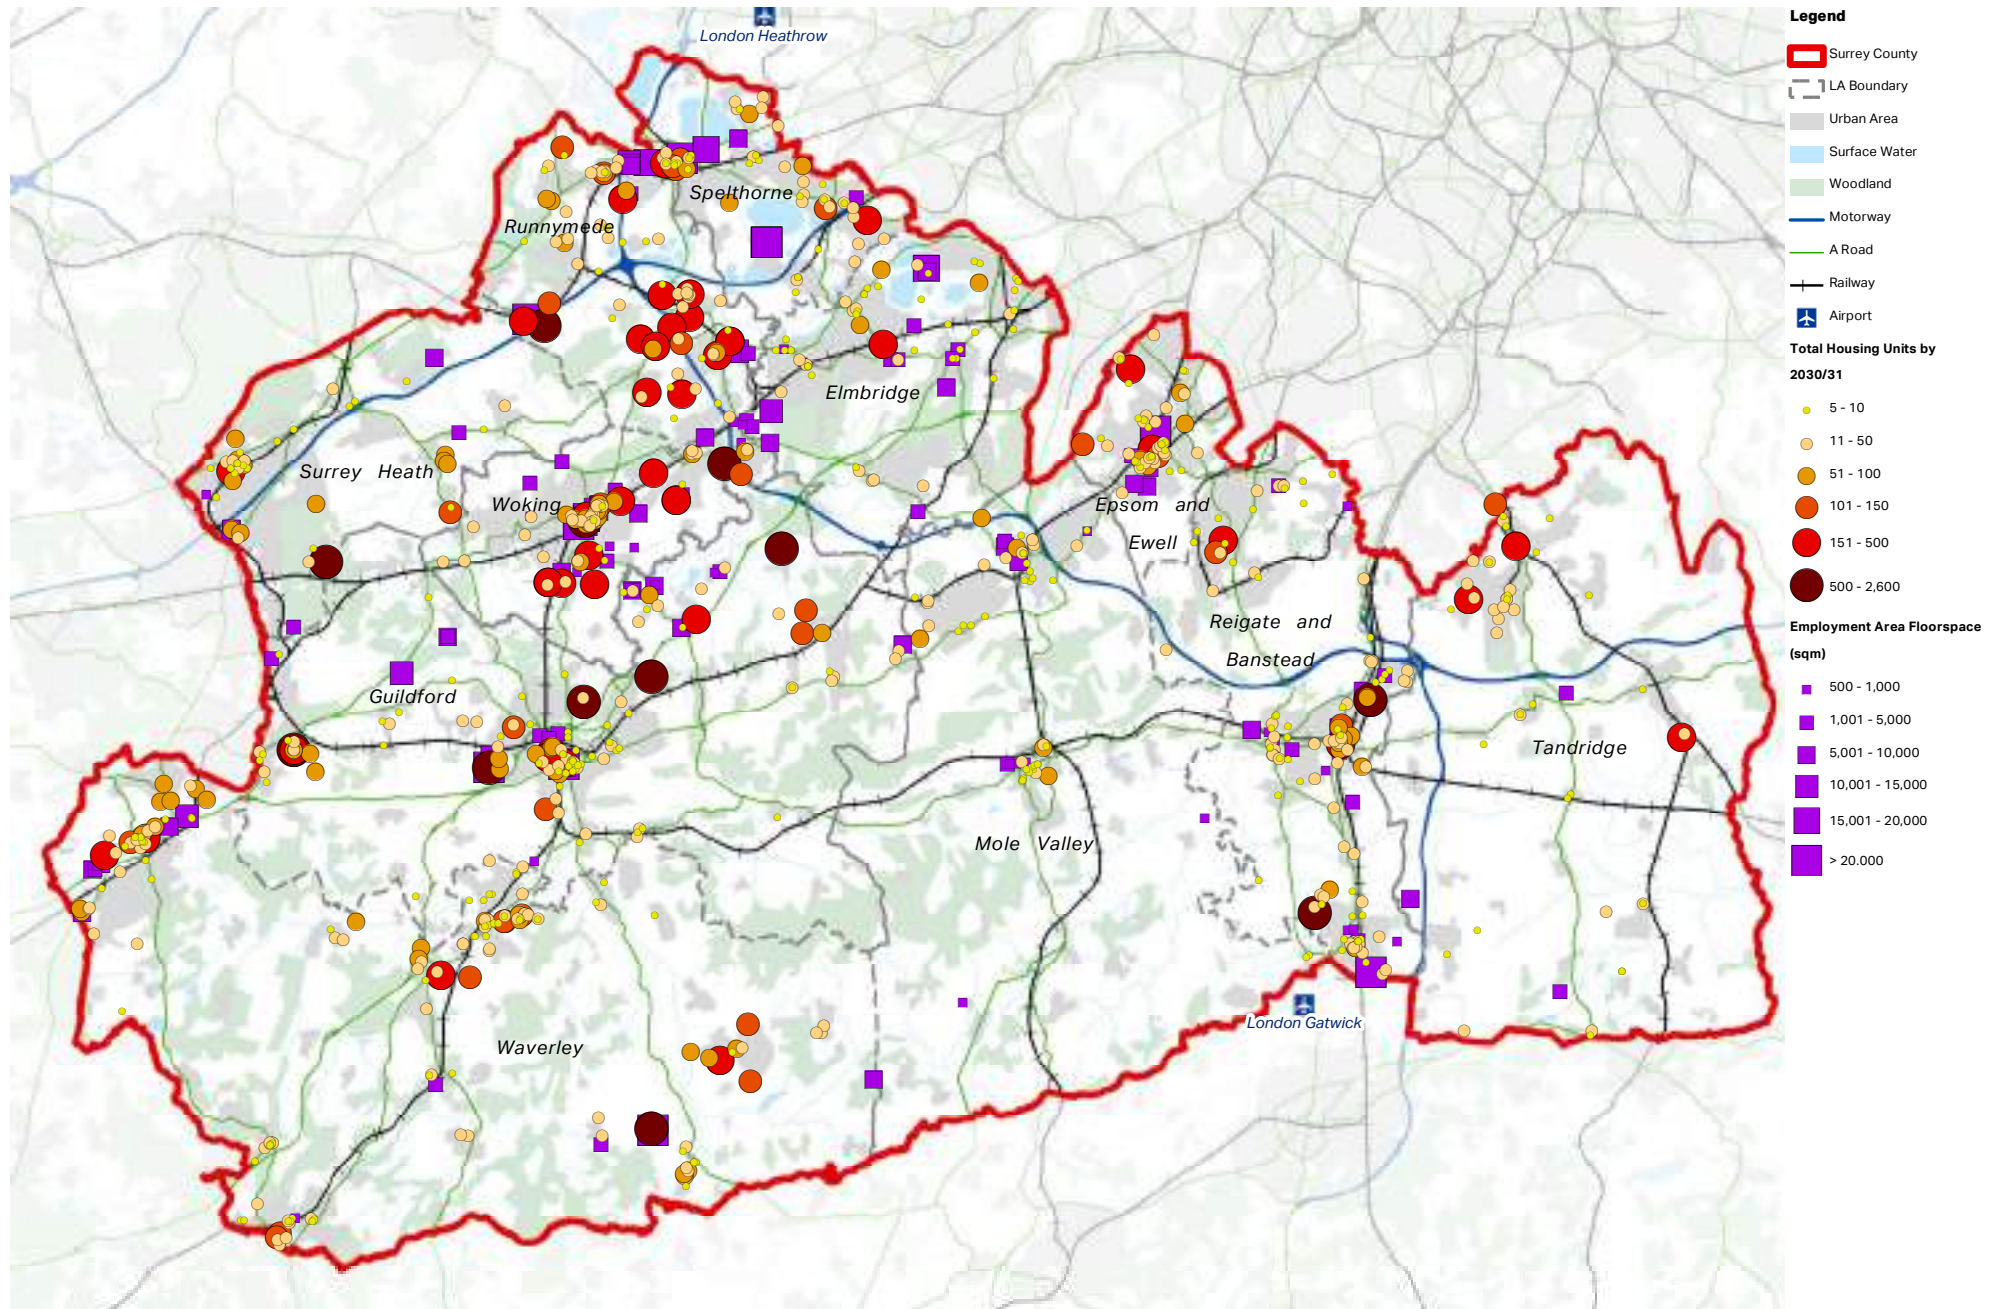 London Heathrow
Spelthorne
Runnymede
Elmbridge
Surrey Heath
Woking
Epsom and
Ewell
Reigate and
Banstead
Guildford
Tandridge
Mole Valley
London Gatwick
Waverley
Legend
Surrey County
LA Boundary
Urban Area
Surface Water
Woodland
Motorway
A Road
Railway
Airport
Total Housing Units by
2030/31
5 - 10
11 - 50
51 - 100
101 - 150
151 - 500
500 - 2,600
Employment Area Floorspace
(sqm)
500 - 1,000
1,001 - 5,000
5,001 - 10,000
10,001 - 15,000
15,001 - 20,000
> 20.000